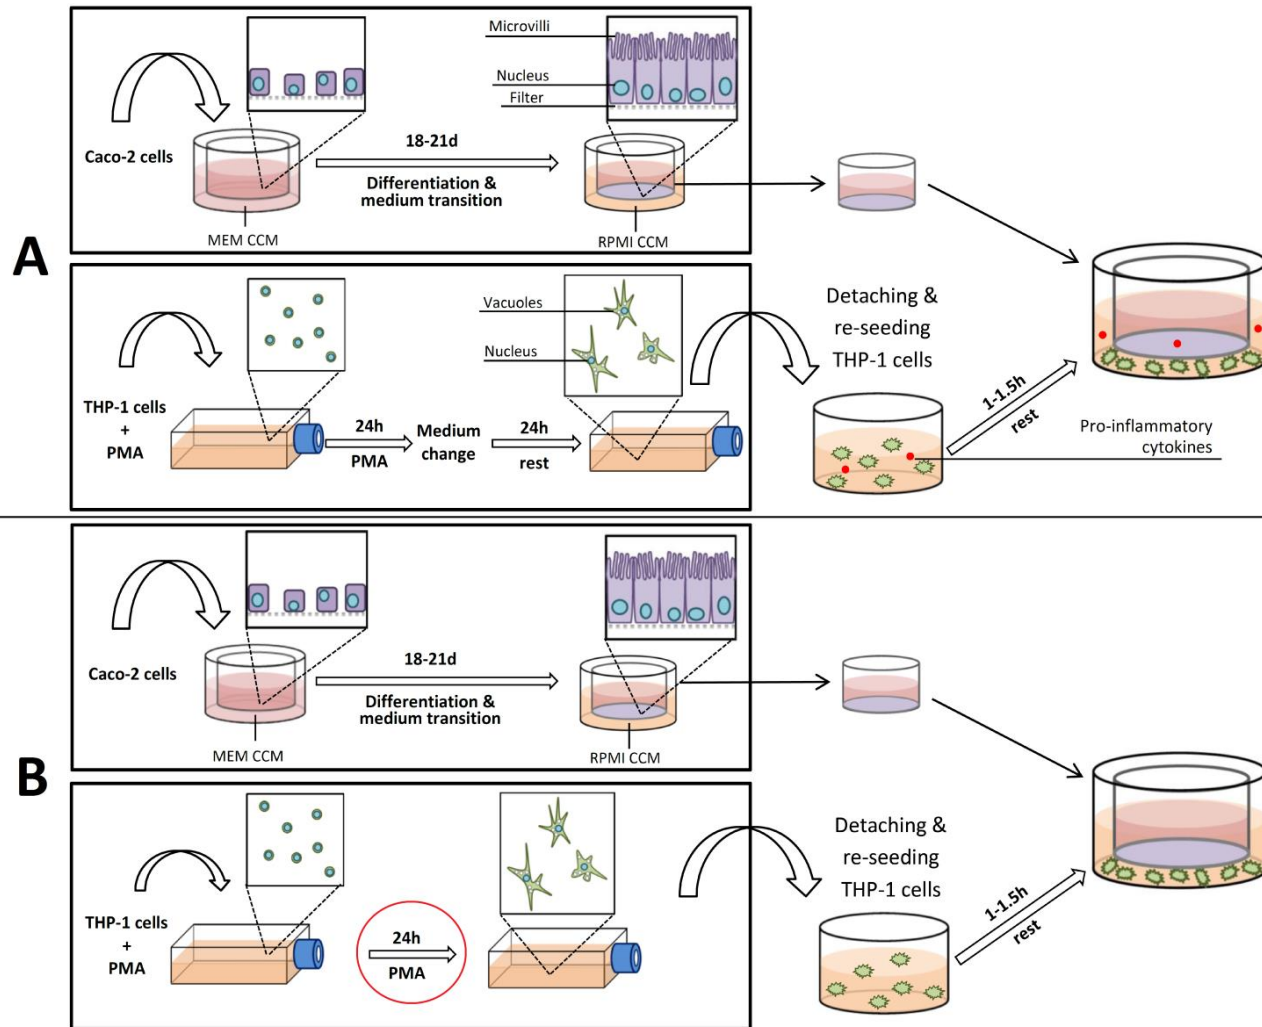 A
Caco-2 cells
MEM CCM
18-21d
Differentiation &
medium transition
Microvilli
Nucleus
Filter
RPMI CCM
THP-1 cells
+
PMA
24h
PMA
Medium
change
24h
rest
Vacuoles
Nucleus
Detaching &
re-seeding
THP-1 cells
1-1.5h
rest
Pro-inflammatory
cytokines
B
Caco-2 cells
MEM CCM
18-21d
Differentiation &
medium transition
RPMI CCM
THP-1 cells
+
PMA
24h
PMA
Detaching &
re-seeding
THP-1 cells
1-1.5h
rest